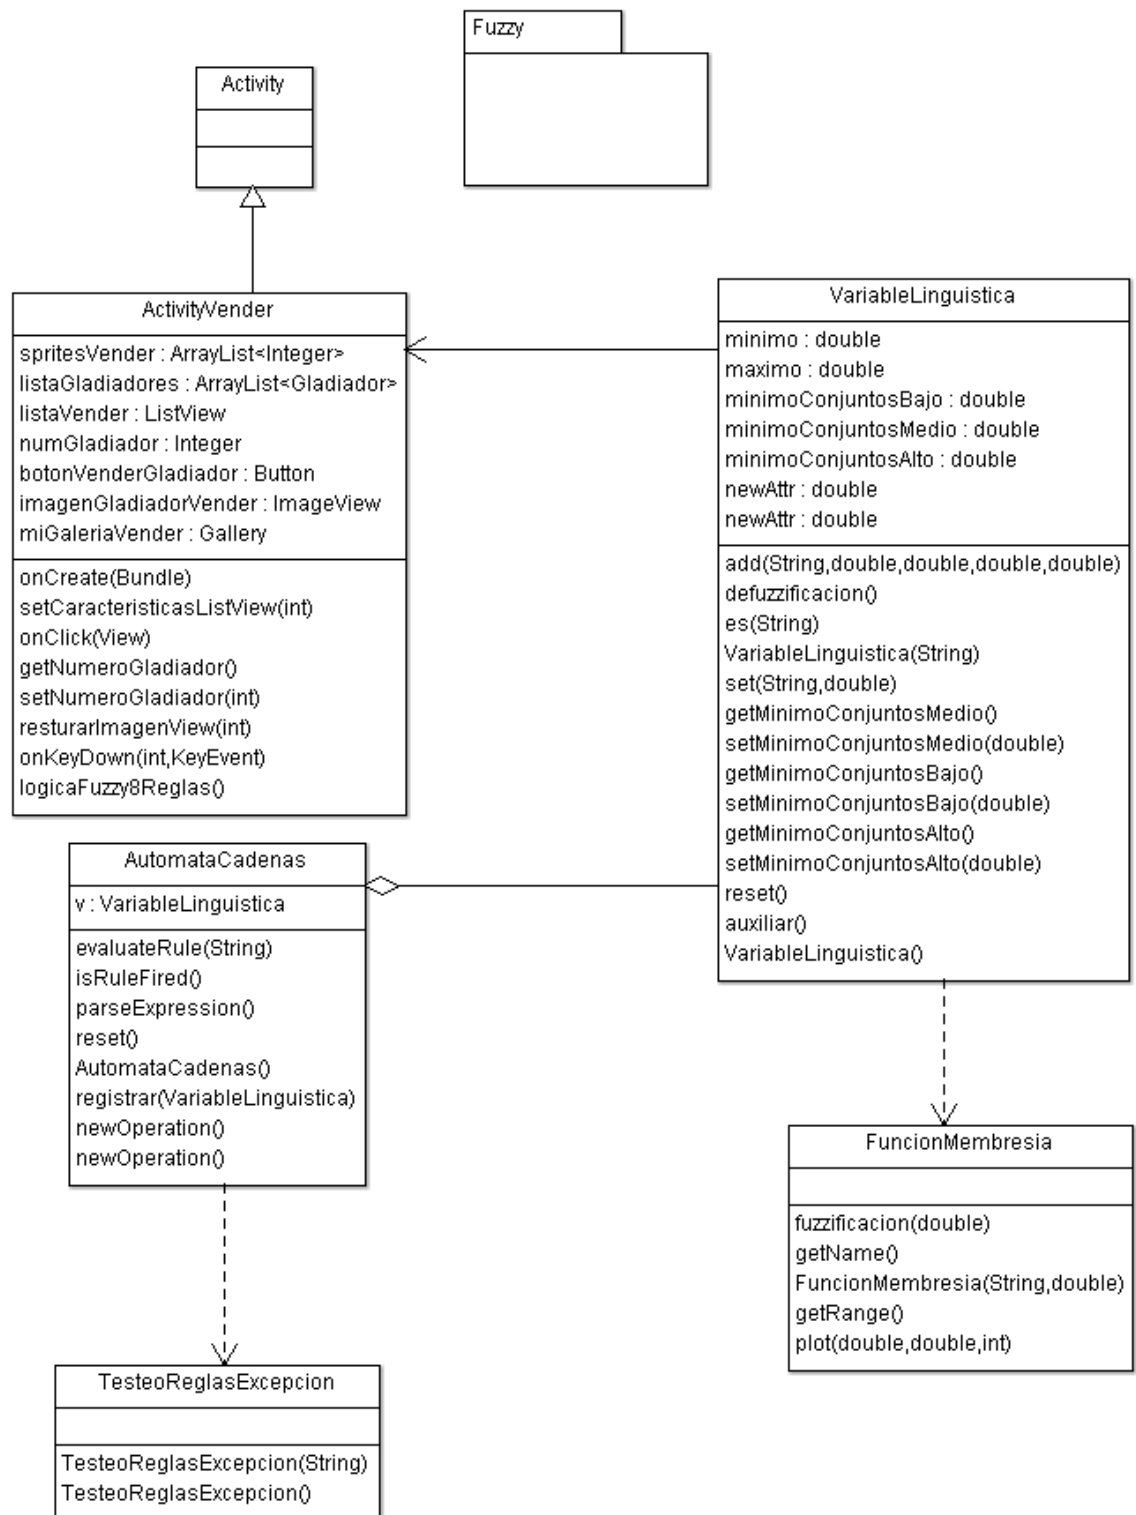 Fuzzy
Activity
ActivityVender
spritesVender : ArrayList<Integer>
listaGladiadores : ArrayList<Gladiador>
listaVender : ListView
numGladiador : Integer
botonVenderGladiador : Button
imagenGladiadorVender : ImageView
miGaleriaVender : Gallery
onCreate(Bundle)
setCaracteristicasListView(int)
onClick(View)
getNumeroGladiador()
setNumeroGladiador(int)
resturarImagenView(int)
onKeyDown(int,KeyEvent)
logicaFuzzy8Reglas()
VariableLinguistica
minimo : double
maximo : double
minimoConjuntosBajo : double
minimoConjuntosMedio : double
minimoConjuntosAlto : double
newAttr : double
newAttr : double
add(String,double,double,double,double)
defuzzificacion()
es(String)
VariableLinguistica(String)
set(String,double)
getMinimoConjuntosMedio()
setMinimoConjuntosMedio(double)
getMinimoConjuntosBajo()
setMinimoConjuntosBajo(double)
getMinimoConjuntosAlto()
setMinimoConjuntosAlto(double)
reset()
auxiliar()
VariableLinguistica()
AutomataCadenas
v : VariableLinguistica
evaluateRule(String)
isRuleFired()
parseExpression()
reset()
AutomataCadenas()
registrar(VariableLinguistica)
newOperation()
newOperation()
FuncionMembresia
fuzzificacion(double)
getName()
FuncionMembresia(String,double)
getRange()
plot(double,double,int)
TesteoReglasExcepcion
TesteoReglasExcepcion(String)
TesteoReglasExcepcion()